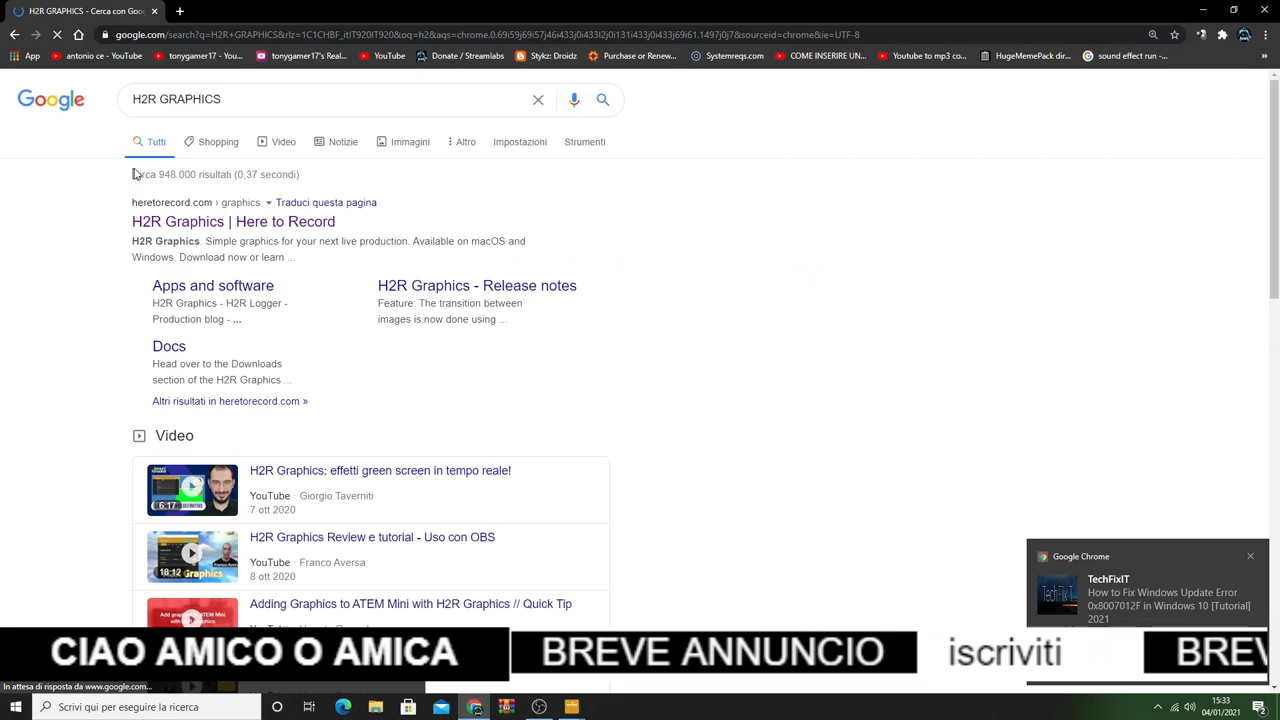 H2R GRAPHICS - Cerca con Google
google.com/search?q=H2R+GRAPHICS&rlz=1C1CHBF_itIT920IT920&oq=h2&aqs=chrome.0.69i59j69i57j46i433j0i433j0j2j0i131i433j0i433j69i61.1497j0j7&sourceid=chrome&ie=UTF-8
App
antonio ce - YouTube
tonygamer17 - You...
tonygamer17's Real...
YouTube
Donate / Streamlabs
Stykz: Download
Purchase or Renew...
Systemreqs.com
COME INSERIRE UN...
Youtube to mp3 co...
HugeMemePack dir...
sound effect run -...
Google
H2R GRAPHICS
Tutti
Shopping
Video
Notizie
Immagini
Altro
Impostazioni
Strumenti
948.000 risultati (0,37 secondi)
heretorecord.com › graphics
Traduci questa pagina
H2R Graphics | Here to Record
H2R Graphics. Simple graphics for your next live production. Available on macOS and
Windows. Download now or learn ...
Apps and software
H2R Graphics - H2R Logger -
Production blog - ...
H2R Graphics - Release notes
Feature: The transition between
images is now done using ...
Docs
Head over to the Downloads
section of the H2R Graphics ...
Altri risultati in heretorecord.com »
Video
6:17
H2R Graphics: effetti green screen in tempo reale!
YouTube · Giorgio Taverniti
7 ott 2020
18:12
H2R Graphics Review e tutorial - Uso con OBS
YouTube · Franco Aversa
8 ott 2020
Adding Graphics to ATEM Mini with H2R Graphics // Quick Tip
Google Chrome
TechFixIT
How to Fix Windows Update Error
0x8007012F in Windows 10 [Tutorial]
2021
CIAO AMICO O AMICA
BREVE ANNUNCIO
iscriviti
BREV
In attesa di risposta da www.google.com...
Scrivi qui per eseguire la ricerca
15:33
04/01/2021
2